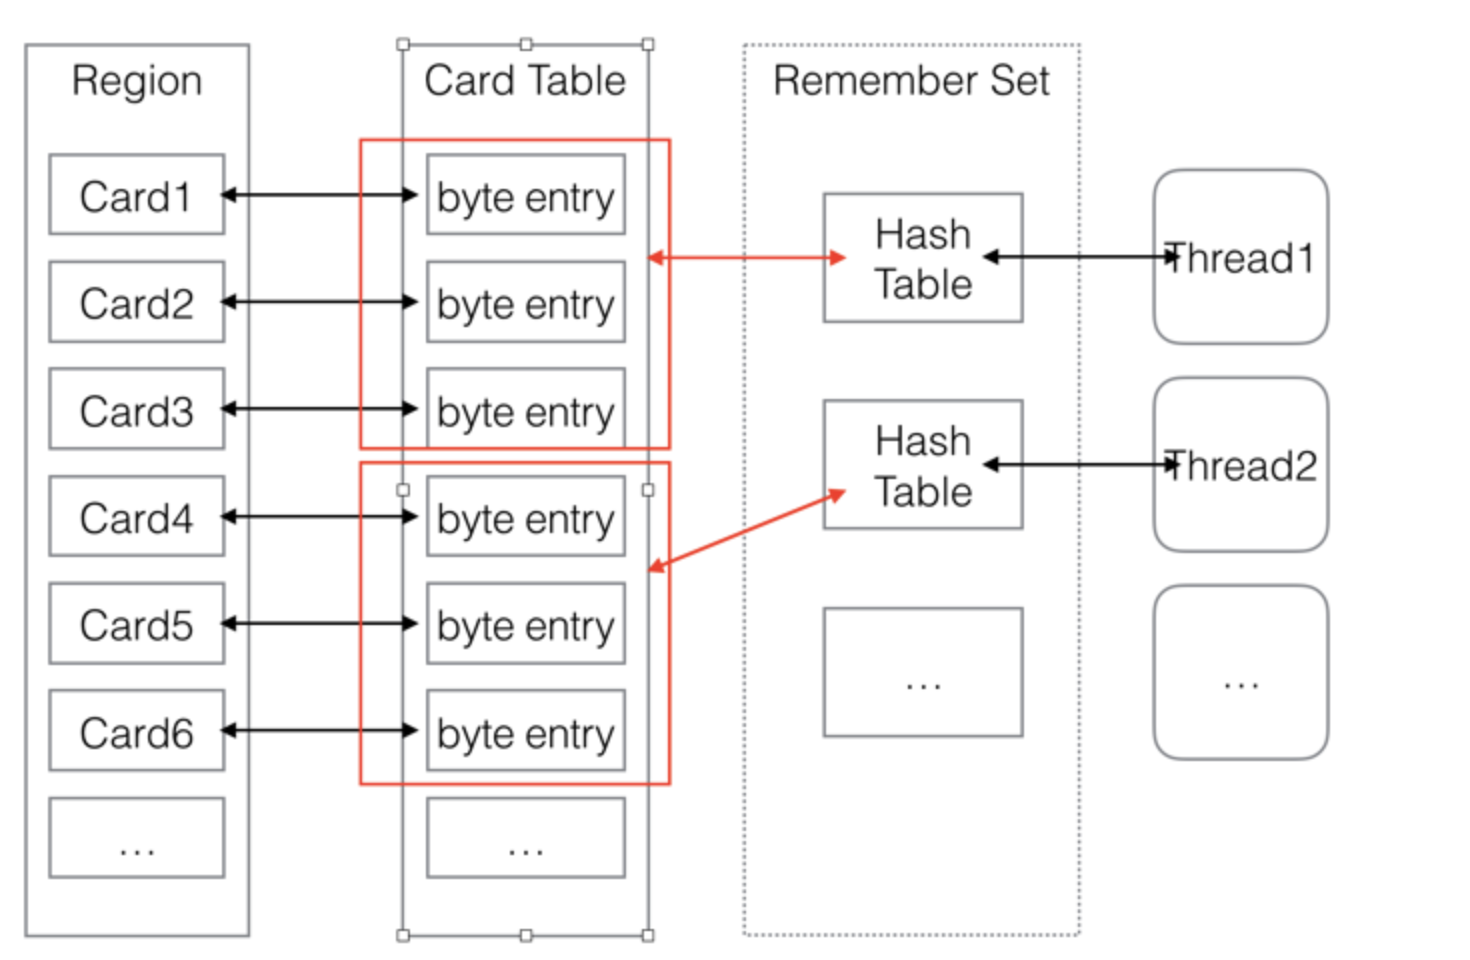 Region
Card1
Card2
Card3
Card4
Card5
Card6
...
Card Table
byte entry
byte entry
byte entry
byte entry
byte entry
byte entry
...
Remember Set
Hash
Table
Hash
Table
...
Thread1
Thread2
...